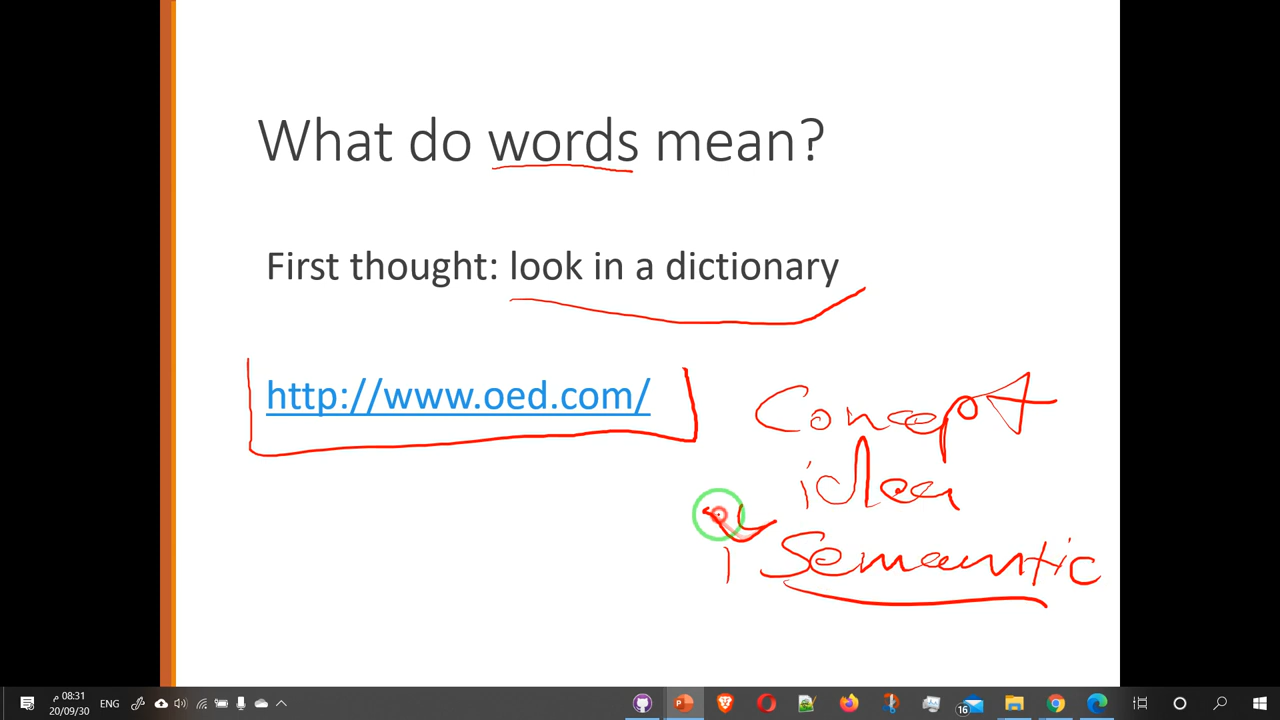 What do words mean?
First thought: look in a dictionary
http://www.oed.com/
Concept
idea
Semantic
08:31 م
ENG
20/09/30
16